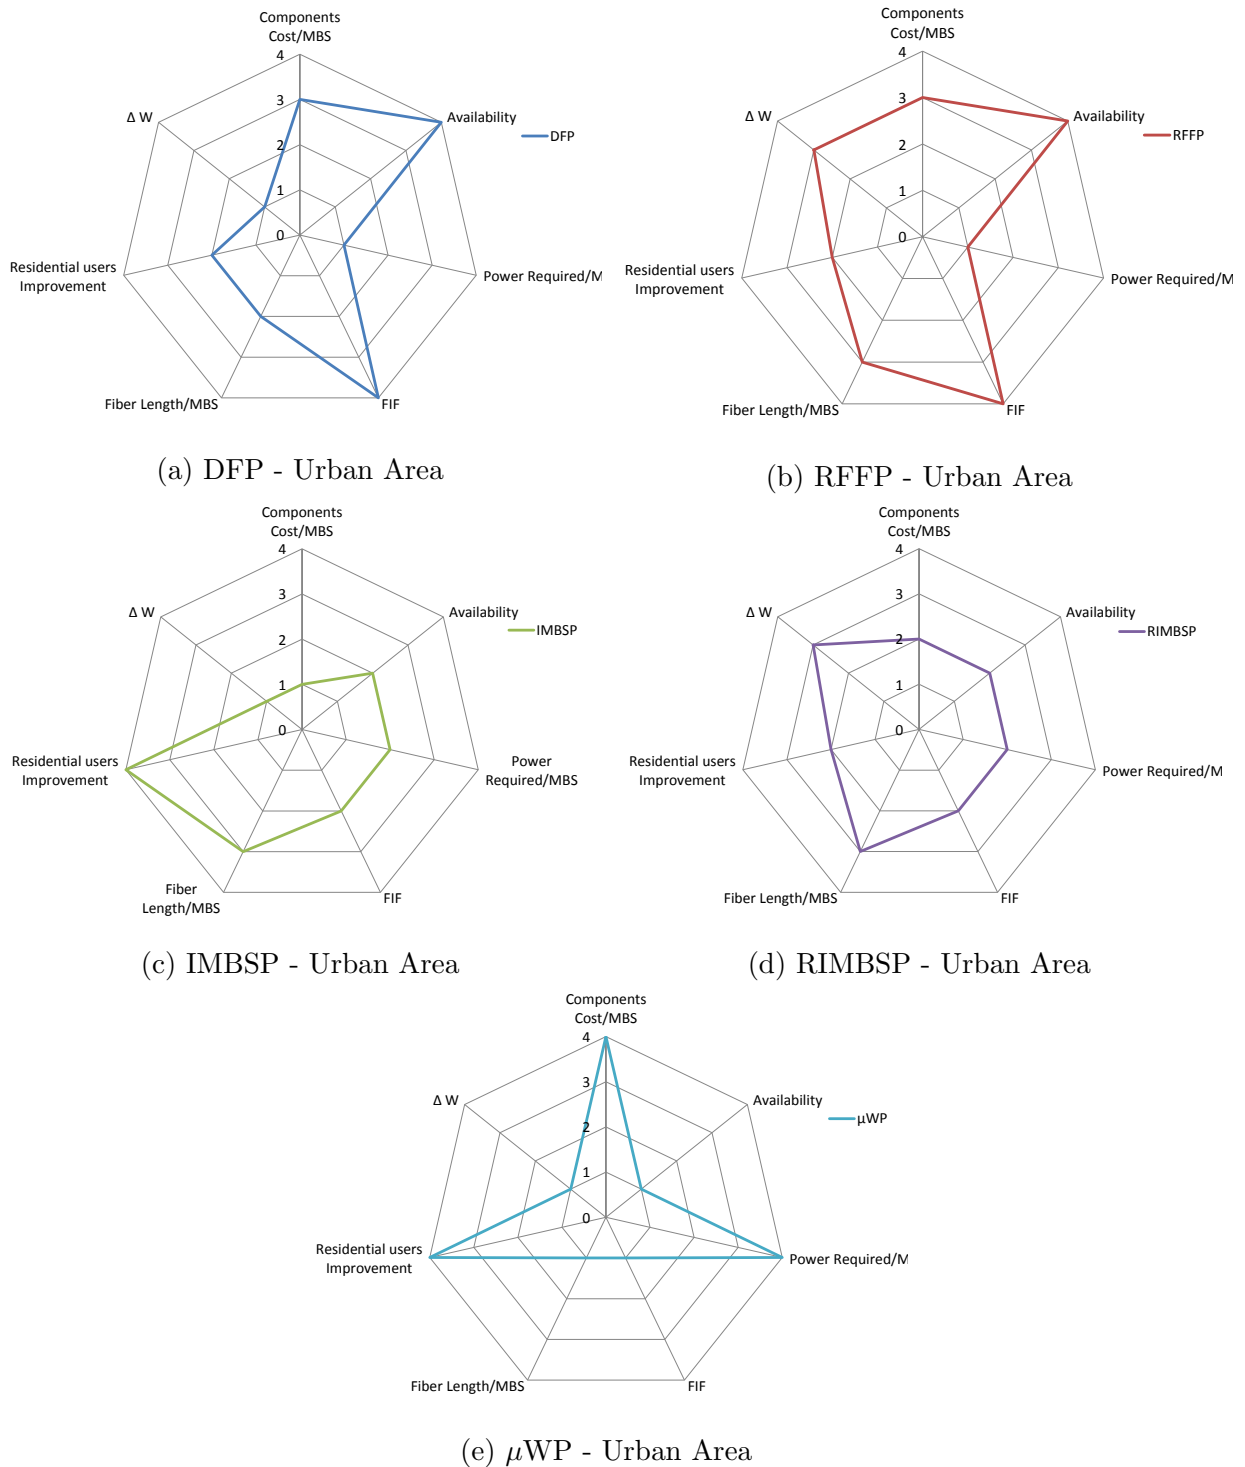 Components
Cost/MBS
4
3
2
1
0
Availability
DFP
Power Required/M
FIF
Fiber Length/MBS
Residential users
Improvement
Δ W
(a) DFP - Urban Area
Components
Cost/MBS
4
3
2
1
0
Availability
RFFP
Power Required/M
FIF
Fiber Length/MBS
Residential users
Improvement
Δ W
(b) RFFP - Urban Area
Components
Cost/MBS
4
3
2
1
0
Availability
IMBSP
Power
Required/MBS
FIF
Fiber
Length/MBS
Residential users
Improvement
Δ W
(c) IMBSP - Urban Area
Components
Cost/MBS
4
3
2
1
0
Availability
RIMBSP
Power Required/M
FIF
Fiber Length/MBS
Residential users
Improvement
Δ W
(d) RIMBSP - Urban Area
Components
Cost/MBS
4
3
2
1
0
Availability
μWP
Power Required/M
FIF
Fiber Length/MBS
Residential users
Improvement
Δ W
(e) μWP - Urban Area